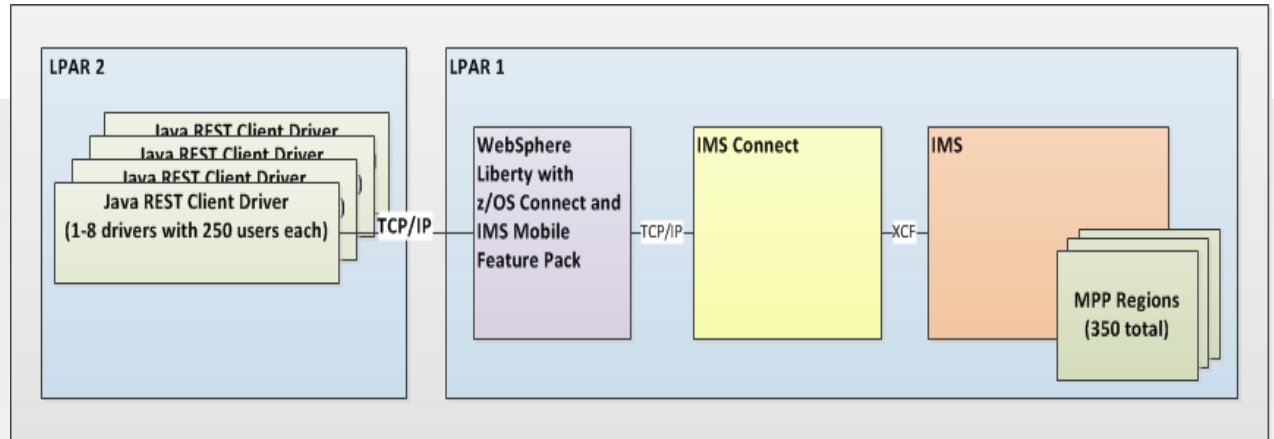 LPAR 2
Java REST Client Driver
Java REST Client Driver
)
Java REST Client Driver
)
Java REST Client Driver
(1-8 drivers with 250 users each)
TCP/IP
LPAR 1
WebSphere
Liberty with
z/OS Connect and
IMS Mobile
Feature Pack
TCP/IP
IMS Connect
XCF
IMS
MPP Regions
(350 total)